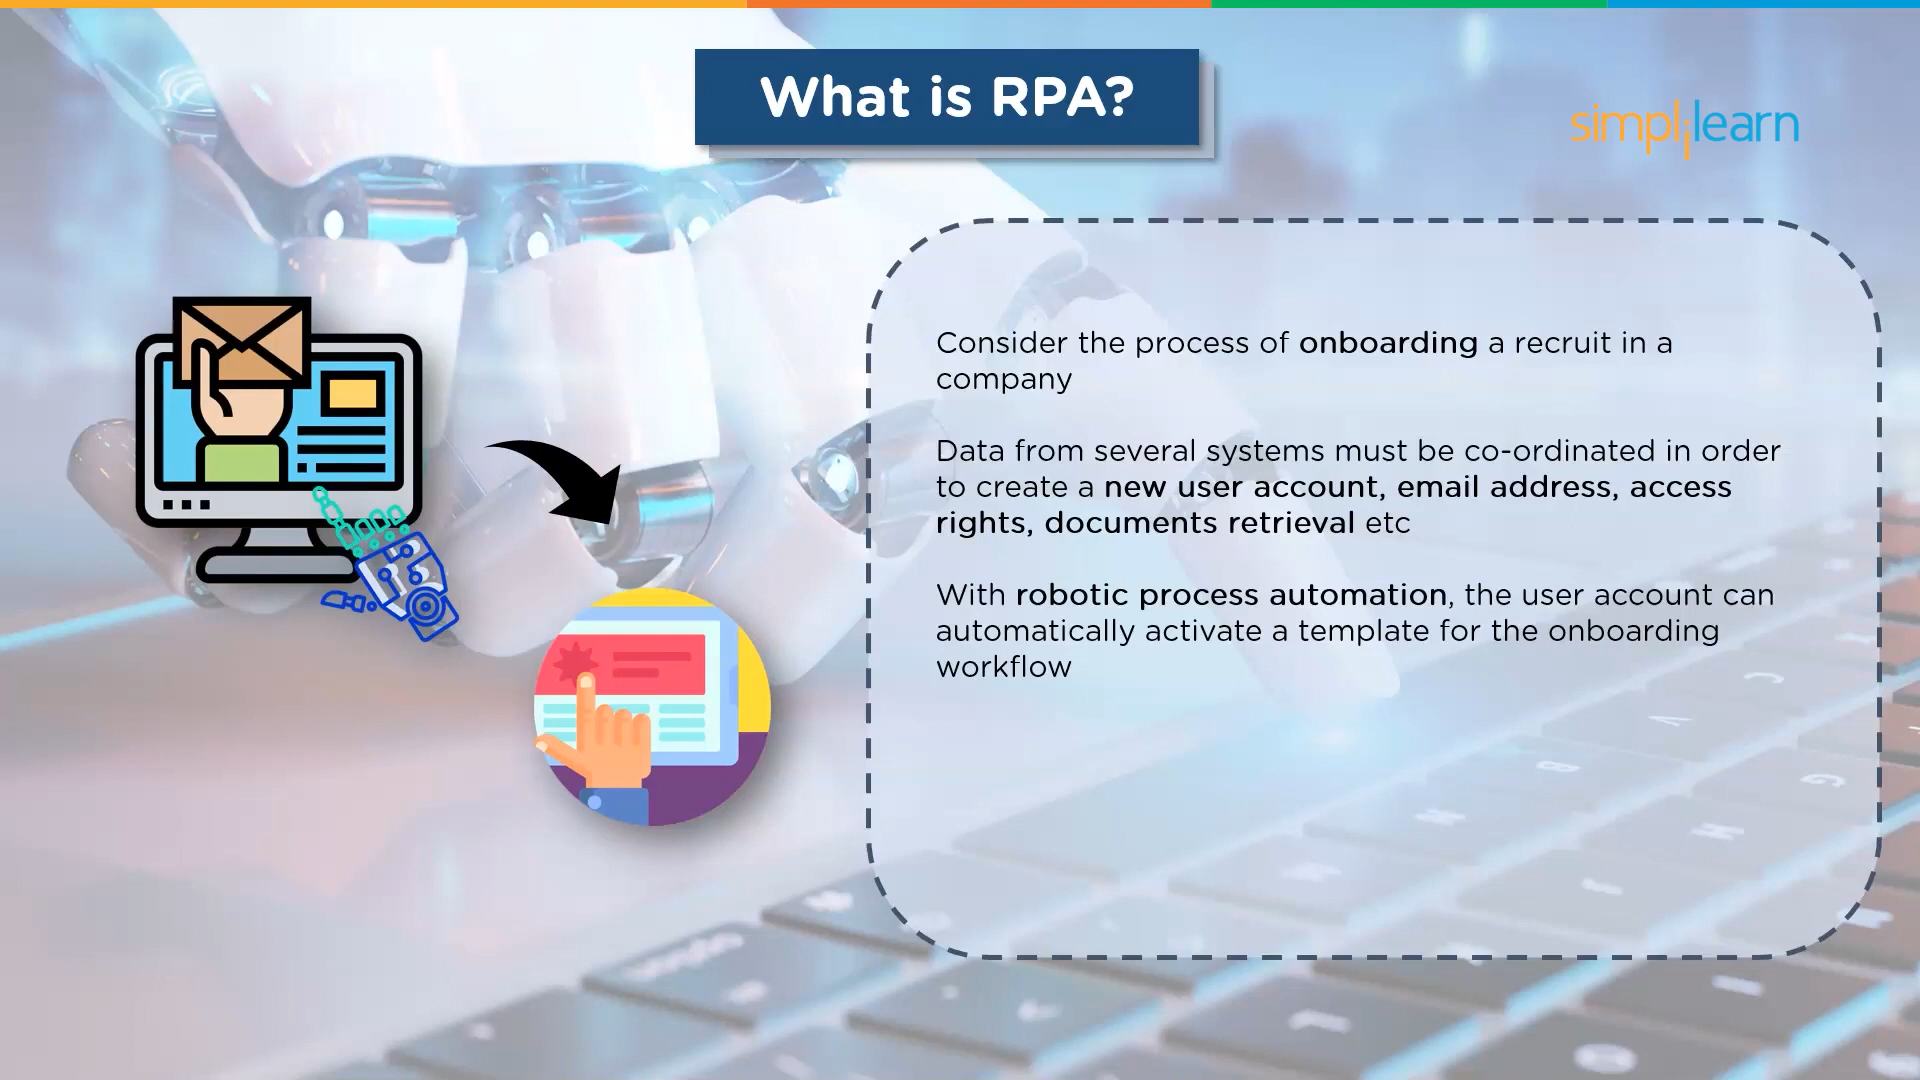 What is RPA?
simplilearn
Consider the process of onboarding a recruit in a
company
Data from several systems must be co-ordinated in order
to create a new user account, email address, access
rights, documents retrieval etc
With robotic process automation, the user account can
automatically activate a template for the onboarding
workflow